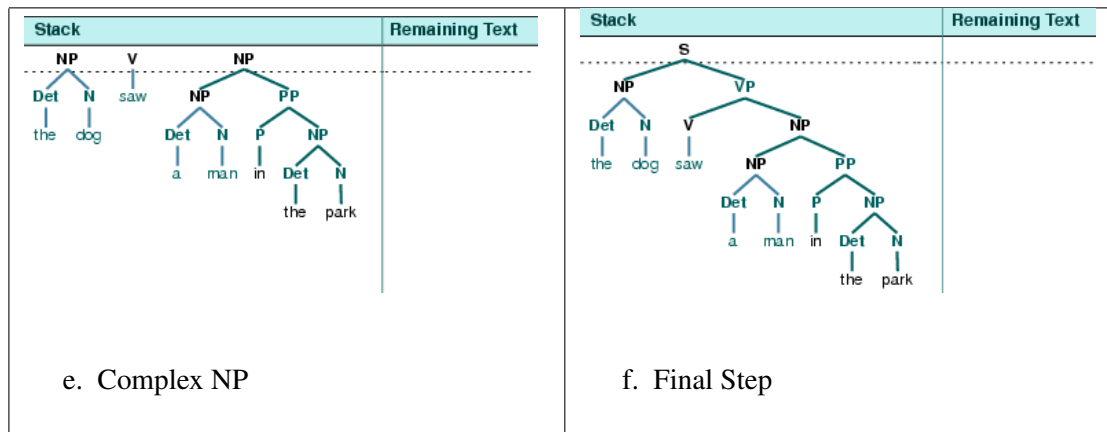 Stack Remaining Text
NP V NP
Det N saw NP PP
the dog Det N P NP
a man in Det N
the park
e. Complex NP
Stack Remaining Text
S
NP VP
Det N V NP
the dog saw NP PP
Det N P NP
a man in Det N
the park
f. Final Step